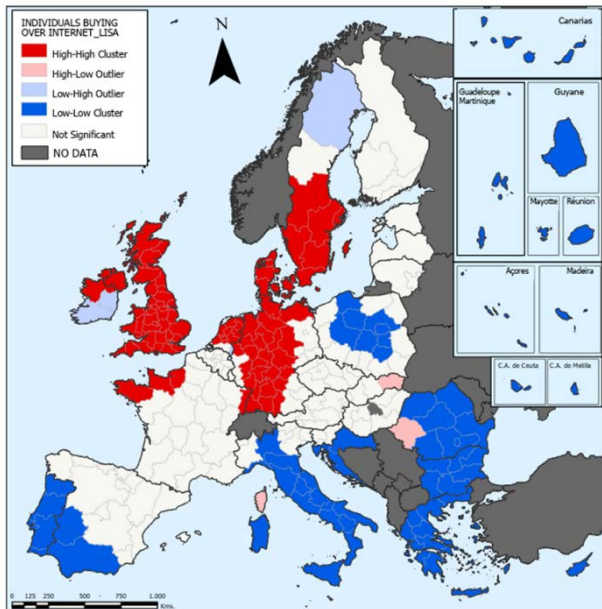 INDIVIDUALS BUYING
OVER INTERNET_LISA
High-High Cluster
High-Low Outlier
Low-High Outlier
Low-Low Cluster
Not Significant
NO DATA
N
Canarias
Guadeloupe
Martinique
Guyane
Mayotte
Réunion
Açores
Madeira
C.A. de Ceuta
C.A. de Melilla
0 125 250 500 750 1.000
Kms.